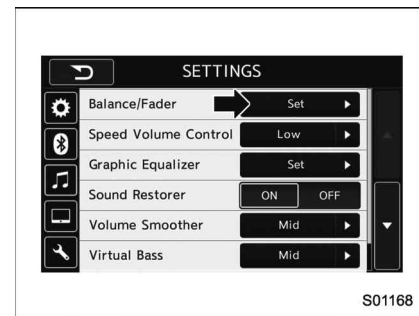 SETTINGS
Balance/Fader Set
Speed Volume Control Low
Graphic Equalizer Set
Sound Restorer ON OFF
Volume Smoother Mid
Virtual Bass Mid
S01168